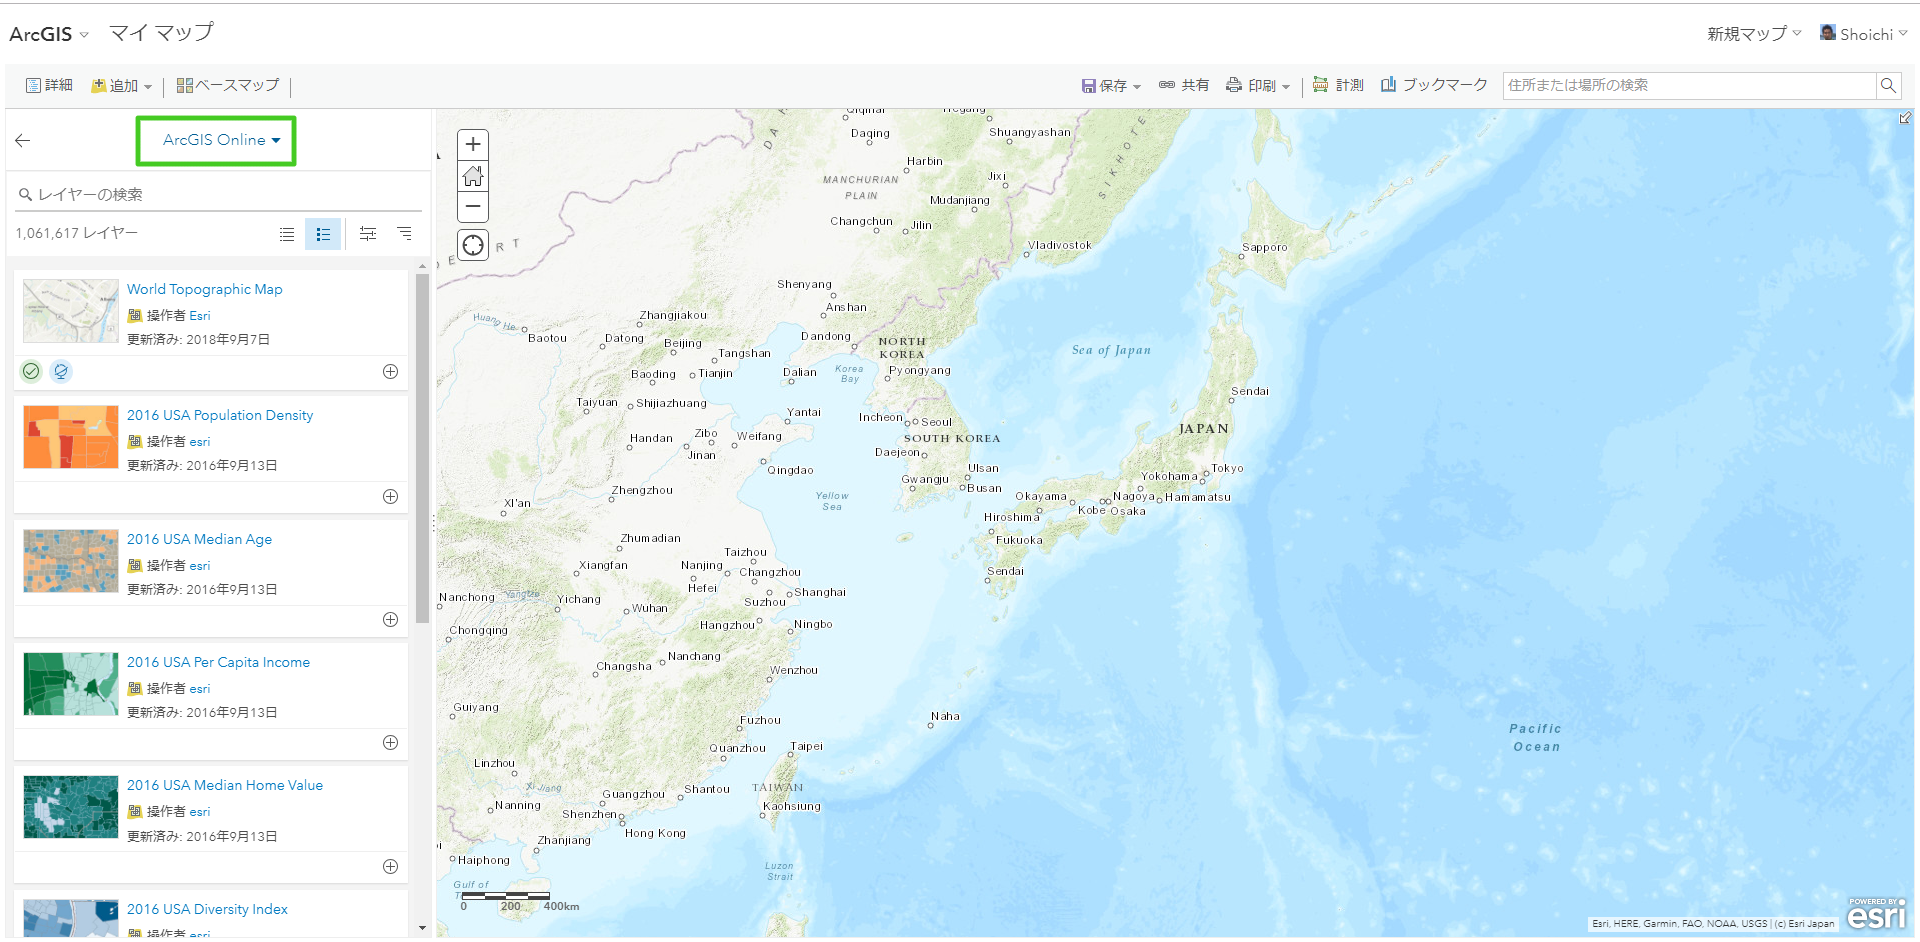 ArcGIS マイ マップ 新規マップ Shoichi
詳細 追加 ベースマップ 保存 共有 印刷 計測 ブックマーク 住所または場所の検索
ArcGIS Online
レイヤーの検索
1,061,617 レイヤー
World Topographic Map
操作者 Esri
更新済み: 2018年9月7日
2016 USA Population Density
操作者 esri
更新済み: 2016年9月13日
2016 USA Median Age
操作者 esri
更新済み: 2016年9月13日
2016 USA Per Capita Income
操作者 esri
更新済み: 2016年9月13日
2016 USA Median Home Value
操作者 esri
更新済み: 2016年9月13日
2016 USA Diversity Index
操作者 esri
Qiqihar
Daqing
Shuangyashan
Harbin
Jixi
MANCHURIAN
PLAIN
Mudanjiang
Changchun
Jilin
SIKHOTE
Vladivostok
Sapporo
Shenyang
Anshan
Zhangjiakou
Huang He
Baotou
Datong
Beijing
Dandong
NORTH
KOREA
Sea of Japan
Tangshan
Baoding
Tianjin
Dalian
Korea
Bay
Pyongyang
Sendai
Taiyuan
Shijiazhuang
Yantai
Incheon
Seoul
JAPAN
Handan
Zibo
Weifang
SOUTH KOREA
Jinan
Daejeon
Qingdao
Ulsan
Tokyo
Gwangju
Busan
Yokohama
Zhengzhou
Yellow
Sea
Okayama
Nagoya
Hamamatsu
XI'an
Kobe
Osaka
Hiroshima
Zhumadian
Fukuoka
Taizhou
Xiangfan
Nanjing
Changzhou
Sendai
Hefei
Nanchong
Yangtze
Yichang
Wuhan
Suzhou
Shanghai
Chongqing
Hangzhou
Ningbo
Changsha
Nanchang
Wenzhou
Guiyang
Fuzhou
Naha
Pacific
Ocean
Quanzhou
Taipei
Linzhou
Xi Jiang
Guangzhou
Shantou
TAIWAN
Nanning
Shenzhen
Kaohsiung
Hong Kong
Zhanjiang
Haiphong
Luzon
Strait
Gulf of
0 200 400km
Esri, HERE, Garmin, FAO, NOAA, USGS | (c) Esri Japan
POWERED BY
esri